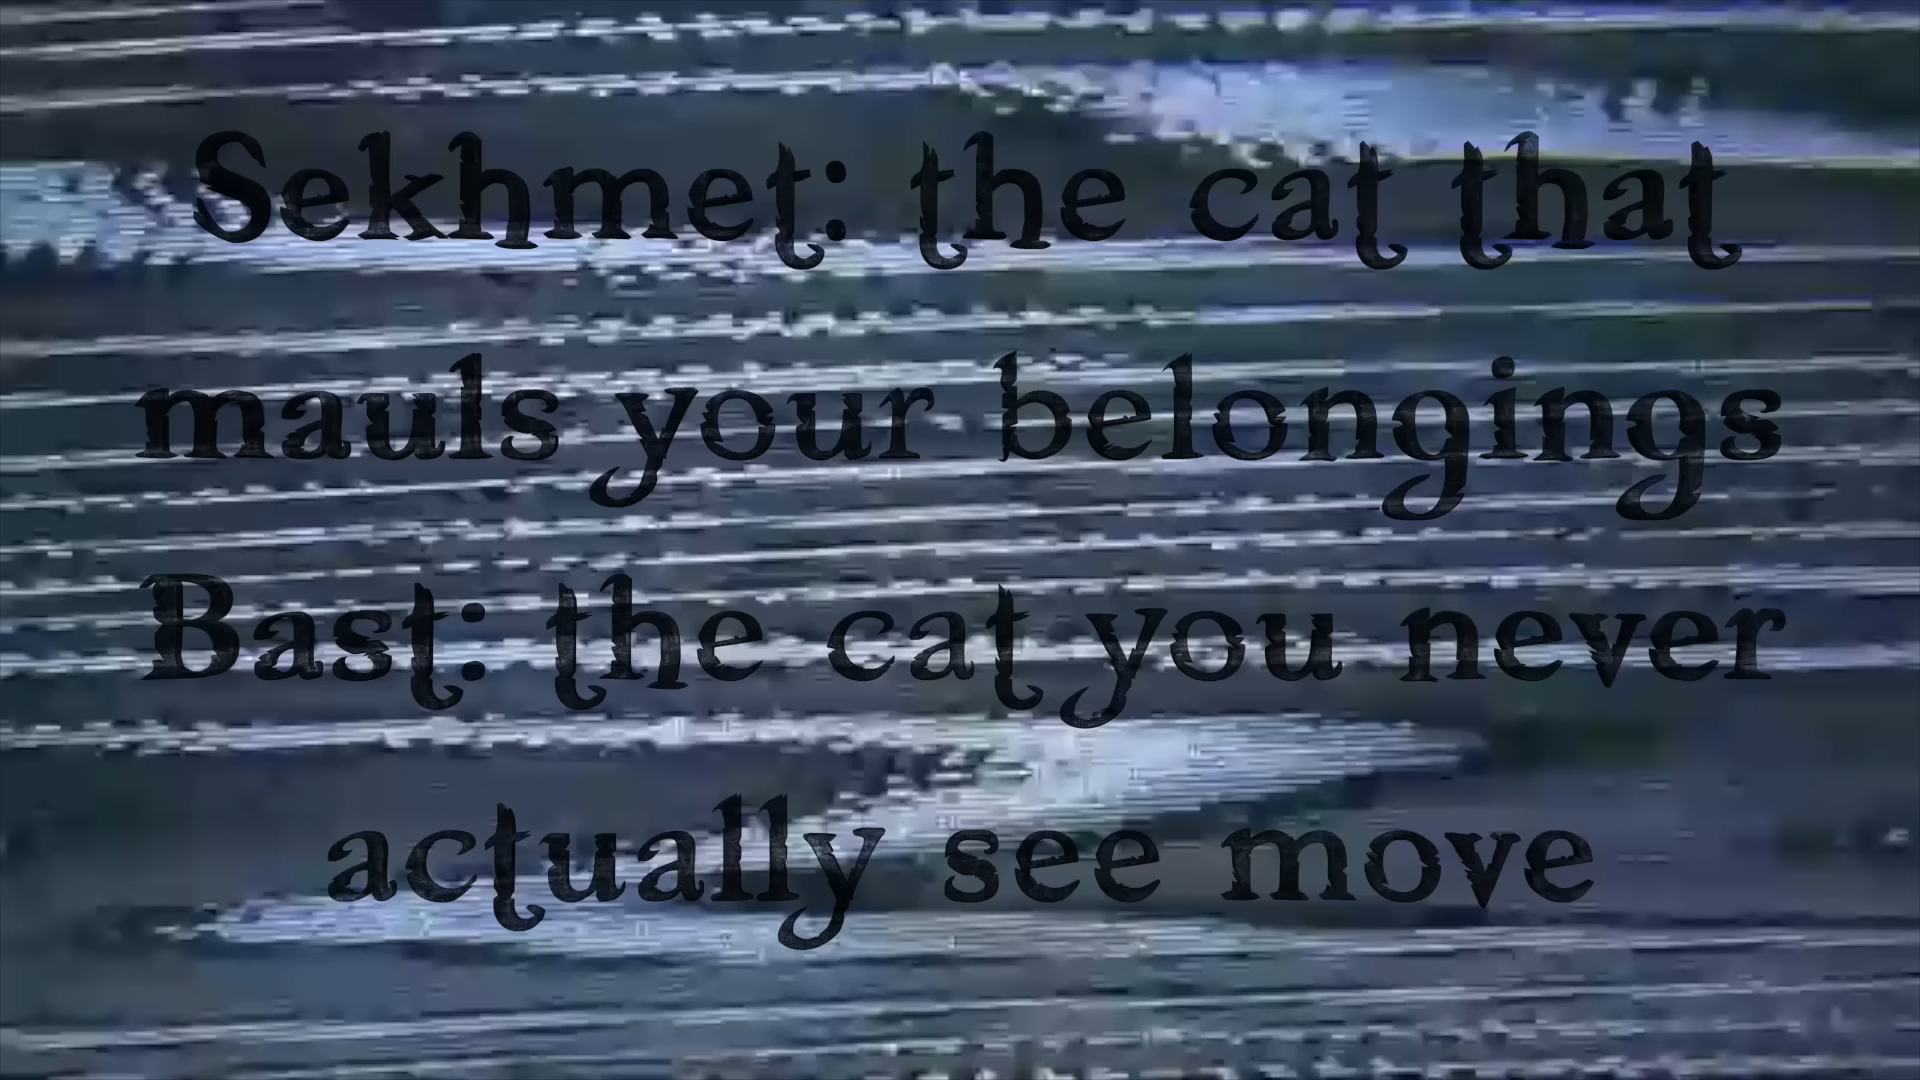 Sekhmet: the cat that
mauls your belongings
Bast: the cat you never
actually see move